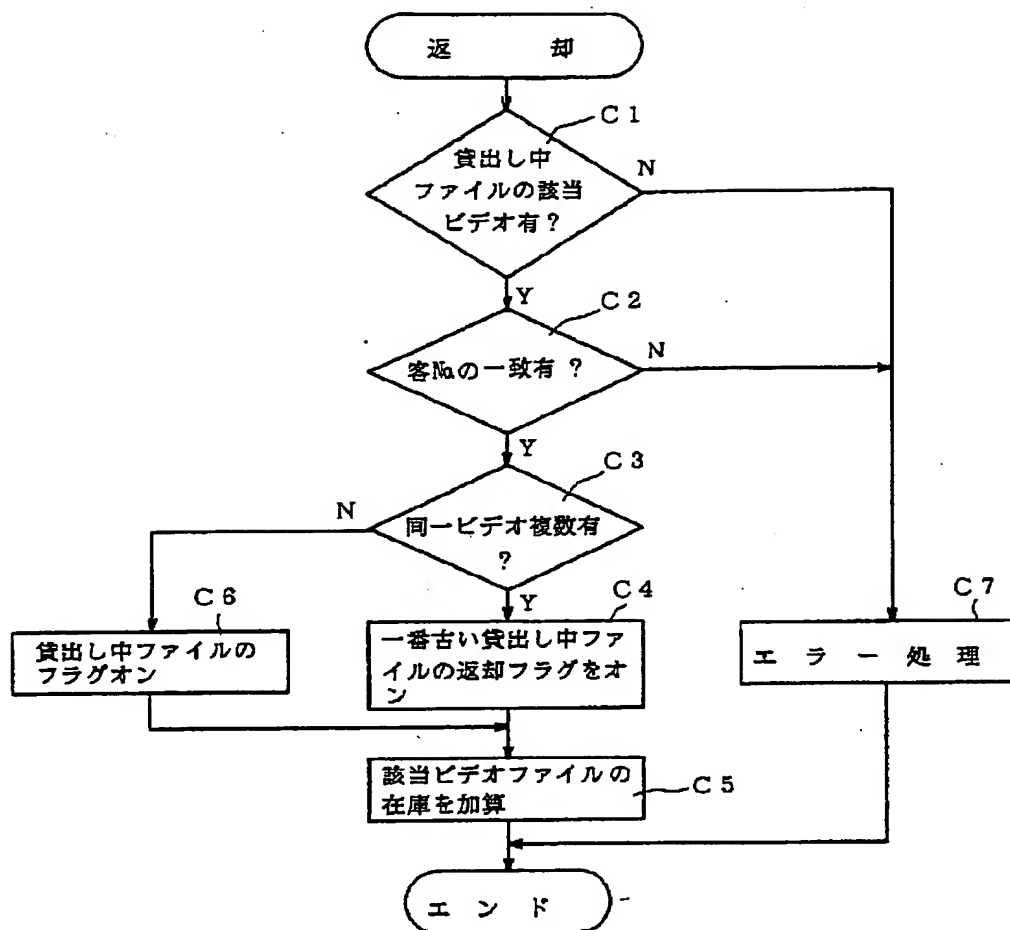 返 却
C1
貸出し中
ファイルの該当
ビデオ有?
N
Y
C2
客№の一致有 ?
N
Y
C3
同一ビデオ複数有
?
N
Y
C6
貸出し中ファイルの
フラグオン
C4
一番古い貸出し中ファ
イルの返却フラグをオ
ン
C7
エ ラ ー 処 理
該当ビデオファイルの
在庫を加算
C5
エ ン ド